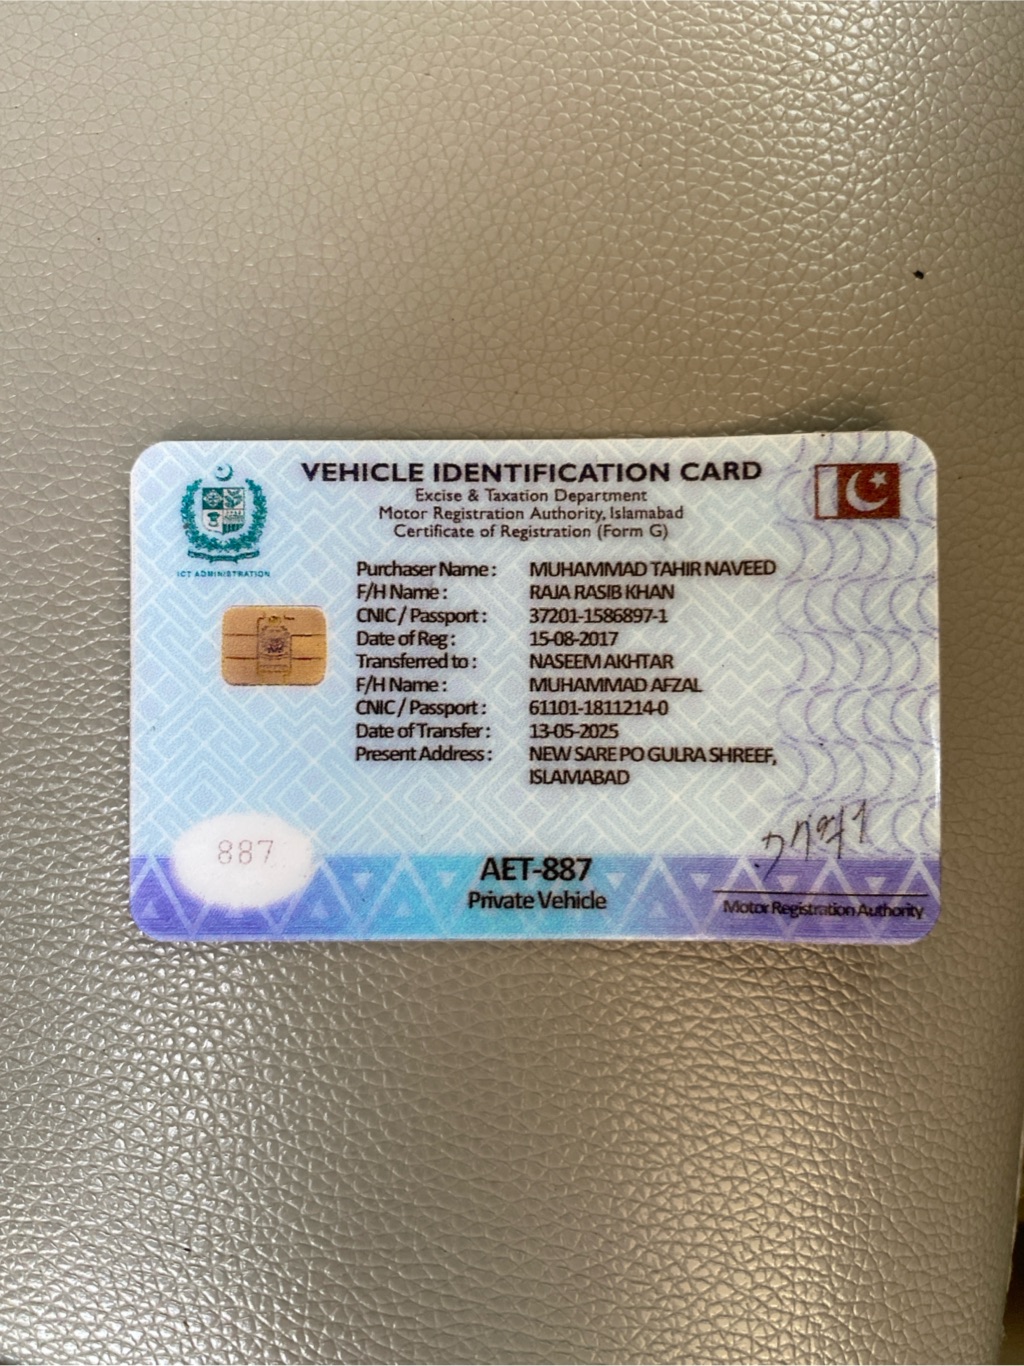 VEHICLE IDENTIFICATION CARD
Excise & Taxation Department
Motor Registration Authority, Islamabad
Certificate of Registration (Form G)
ICT ADMINISTRATION
Purchaser Name : MUHAMMAD TAHIR NAVEED
F/H Name : RAJA RASIB KHAN
CNIC / Passport : 37201-1586897-1
Date of Reg : 15-08-2017
Transferred to : NASEEM AKHTAR
F/H Name : MUHAMMAD AFZAL
CNIC / Passport : 61101-1811214-0
Date of Transfer : 13-05-2025
Present Address : NEW SARE PO GULRA SHREEF,
ISLAMABAD
887
AET-887
Private Vehicle
Motor Registration Authority